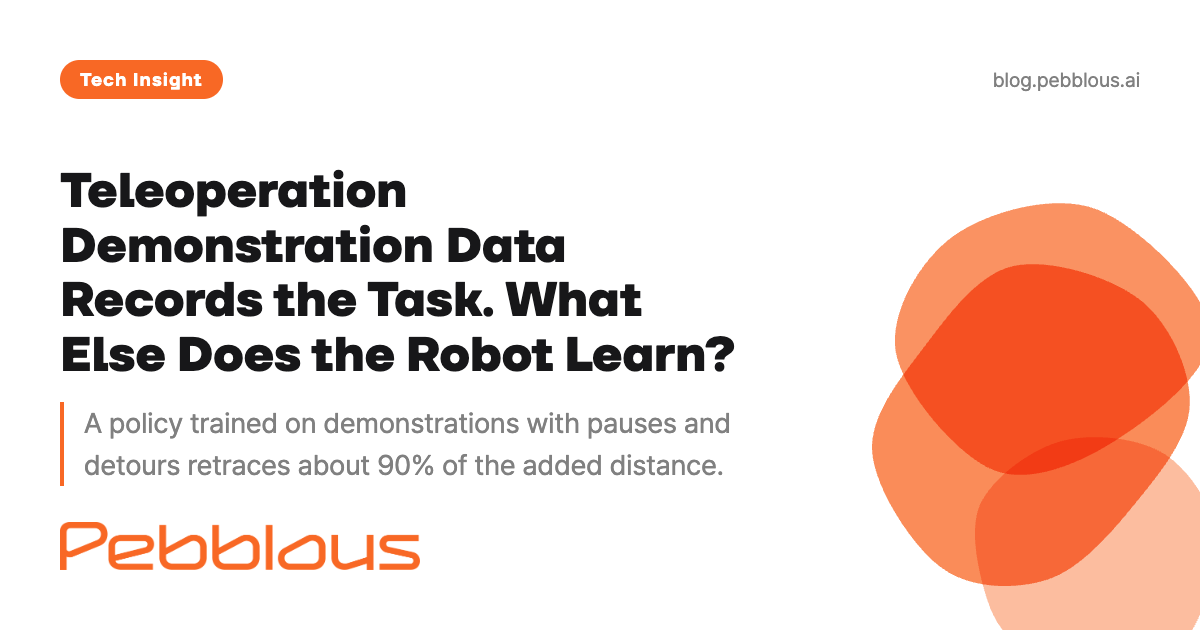 Tech Insight
blog.pebblous.ai
Teleoperation
Demonstration Data
Records the Task. What
Else Does the Robot Learn?
A policy trained on demonstrations with pauses and
detours retraces about 90% of the added distance.
Pebblous